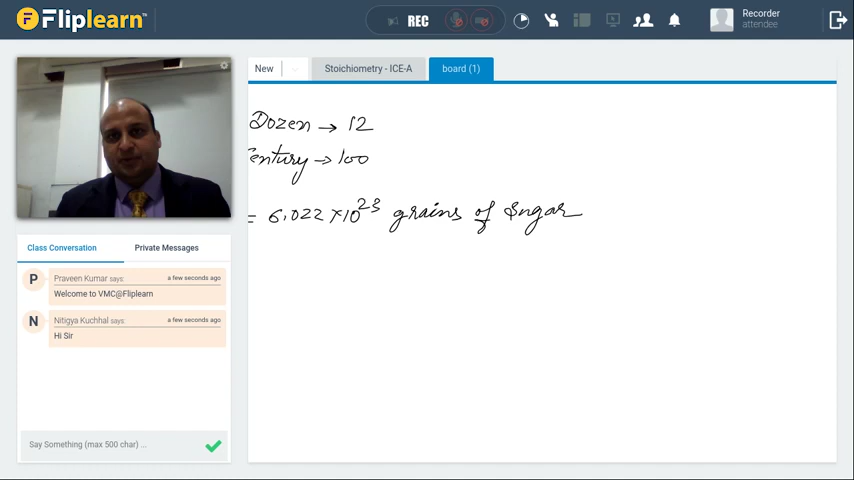 Fliplearn™
REC
Recorder
attendee
New
Stoichiometry - ICE-A
board (1)
Dozen → 12
entury → 100
= 6.022 × 10²³ grains of Sugar
Class Conversation
Private Messages
P
Praveen Kumar says:
a few seconds ago
Welcome to VMC@Fliplearn
N
Nitigya Kuchhal says:
a few seconds ago
Hi Sir
Say Something (max 500 char) ...